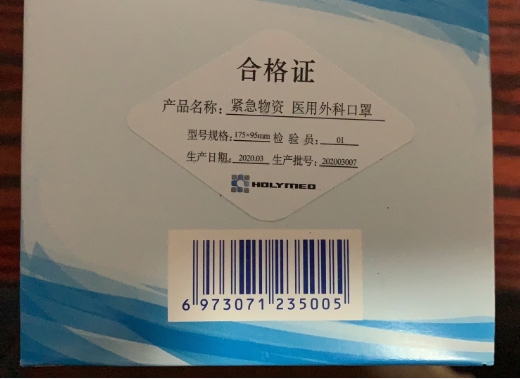 合格证
产品名称: 紧急物资 医用外科口罩
型号规格: 175×95mm 检验员: 01
生产日期: 2020.03 生产批号: 202003007
HOLYMED
6 973071 235005